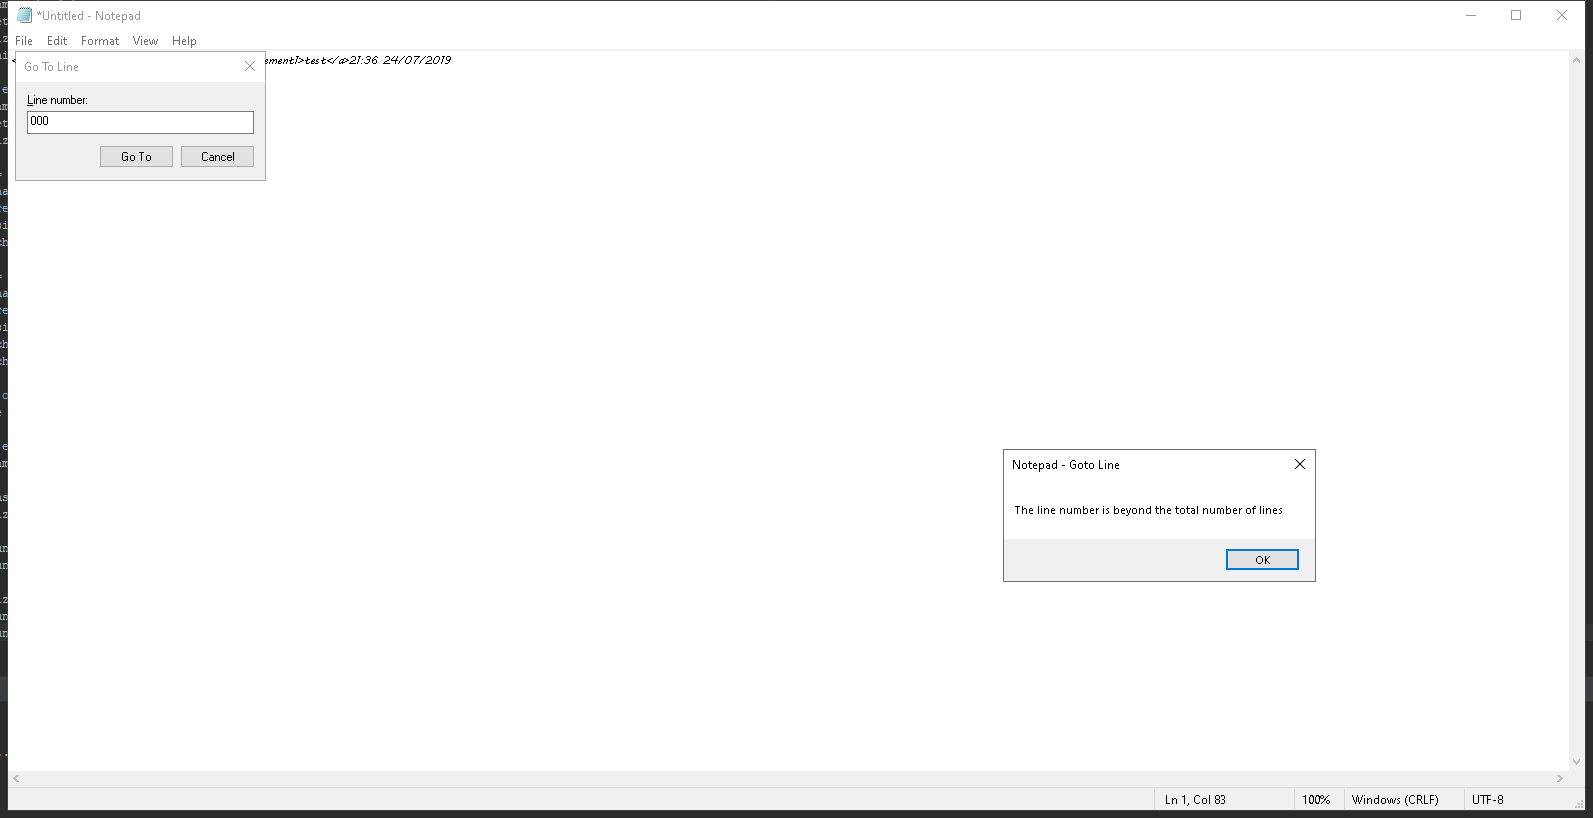 *Untitled - Notepad
File Edit Format View Help
Go To Line
ement1>test</a>21:36 24/07/2019
Line number:
000
Go To Cancel
Notepad - Goto Line
The line number is beyond the total number of lines
OK
Ln 1, Col 83 100% Windows (CRLF) UTF-8